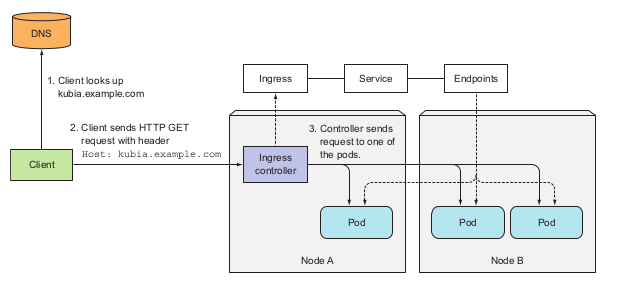 DNS
1. Client looks up
kubia.example.com
Ingress
Service
Endpoints
2. Client sends HTTP GET
request with header
Host: kubia.example.com
3. Controller sends
request to one of
the pods.
Client
Ingress
controller
Pod
Pod
Pod
Node A
Node B